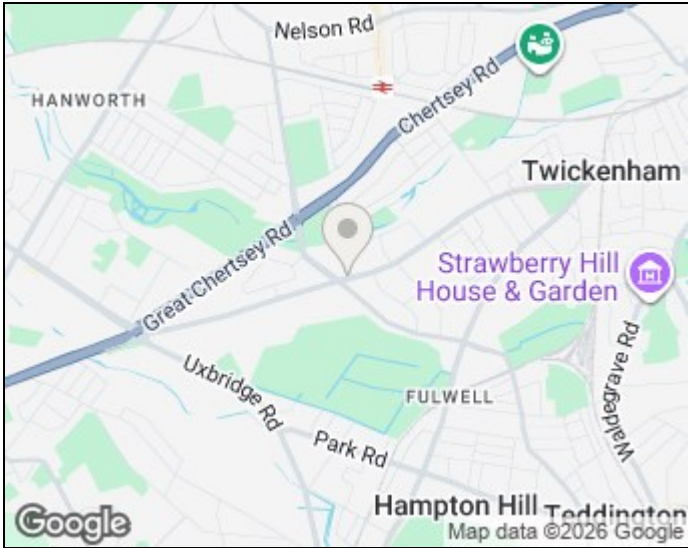 Nelson Rd
Chertsey Rd
HANWORTH
Twickenham
Great Chertsey Rd
Strawberry Hill
House & Garden
Waldegrave Rd
Uxbridge Rd
FULWELL
Park Rd
Hampton Hill
Teddington
Google
Map data ©2026 Google